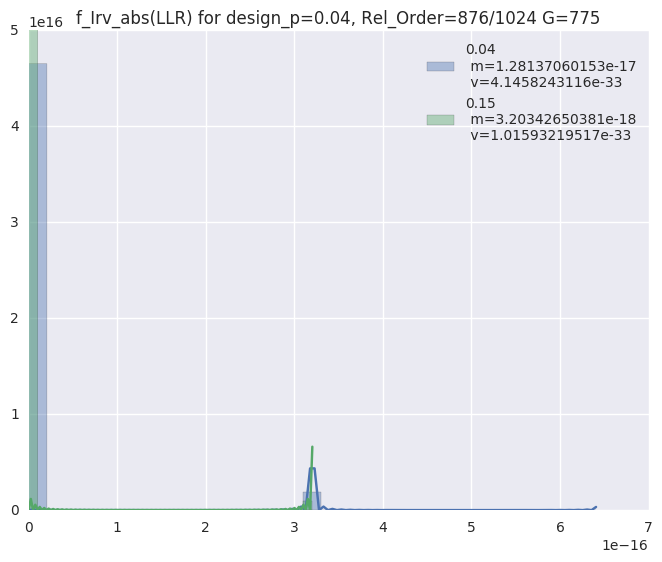 f_Irv_abs(LLR) for design_p=0.04, Rel_Order=876/1024 G=775
1e16
5
4
3
2
1
0
0.04
m=1.28137060153e-17
v=4.1458243116e-33
0.15
m=3.20342650381e-18
v=1.01593219517e-33
0 1 2 3 4 5 6 7
1e−16